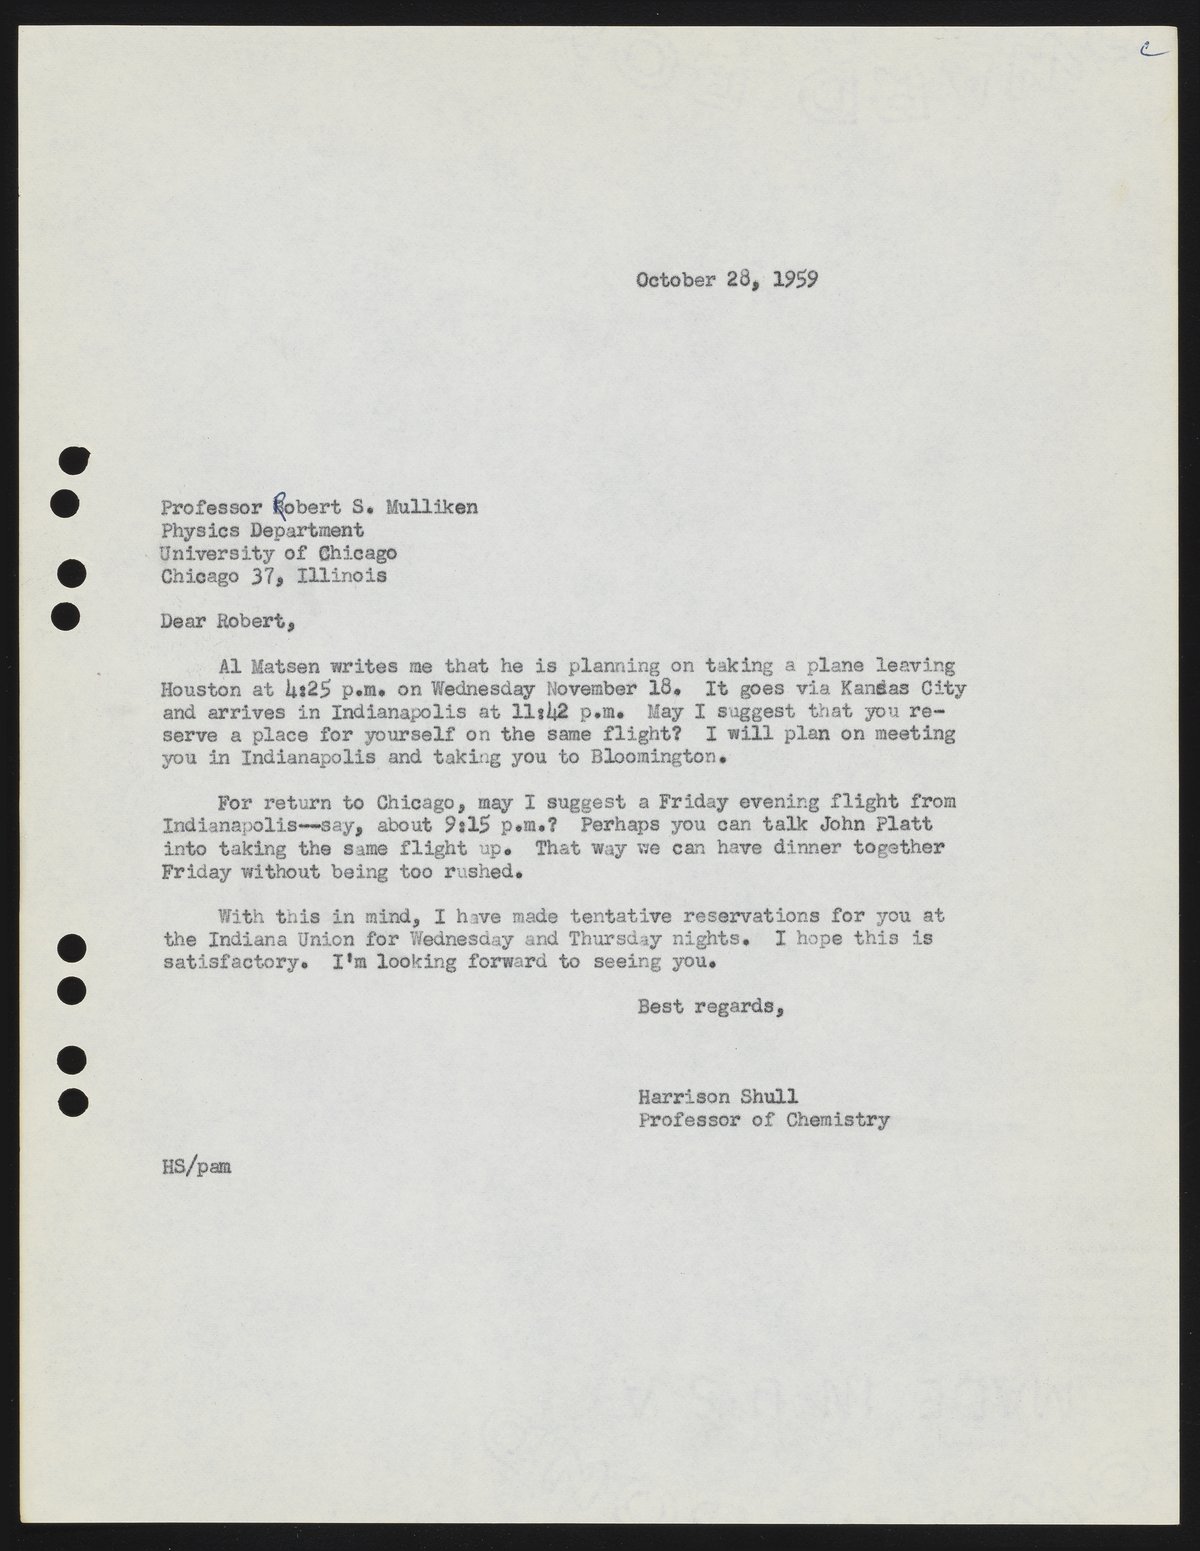 c
October 28, 1959
Professor Robert S. Mulliken
Physics Department
University of Chicago
Chicago 37, Illinois
Dear Robert,
Al Matsen writes me that he is planning on taking a plane leaving
Houston at 4:25 p.m. on Wednesday November 18. It goes via Kansas City
and arrives in Indianapolis at 11:42 p.m. May I suggest that you re-
serve a place for yourself on the same flight? I will plan on meeting
you in Indianapolis and taking you to Bloomington.
For return to Chicago, may I suggest a Friday evening flight from
Indianapolis--say, about 9:15 p.m.? Perhaps you can talk John Platt
into taking the same flight up. That way we can have dinner together
Friday without being too rushed.
With this in mind, I have made tentative reservations for you at
the Indiana Union for Wednesday and Thursday nights. I hope this is
satisfactory. I'm looking forward to seeing you.
Best regards,
Harrison Shull
Professor of Chemistry
HS/pam